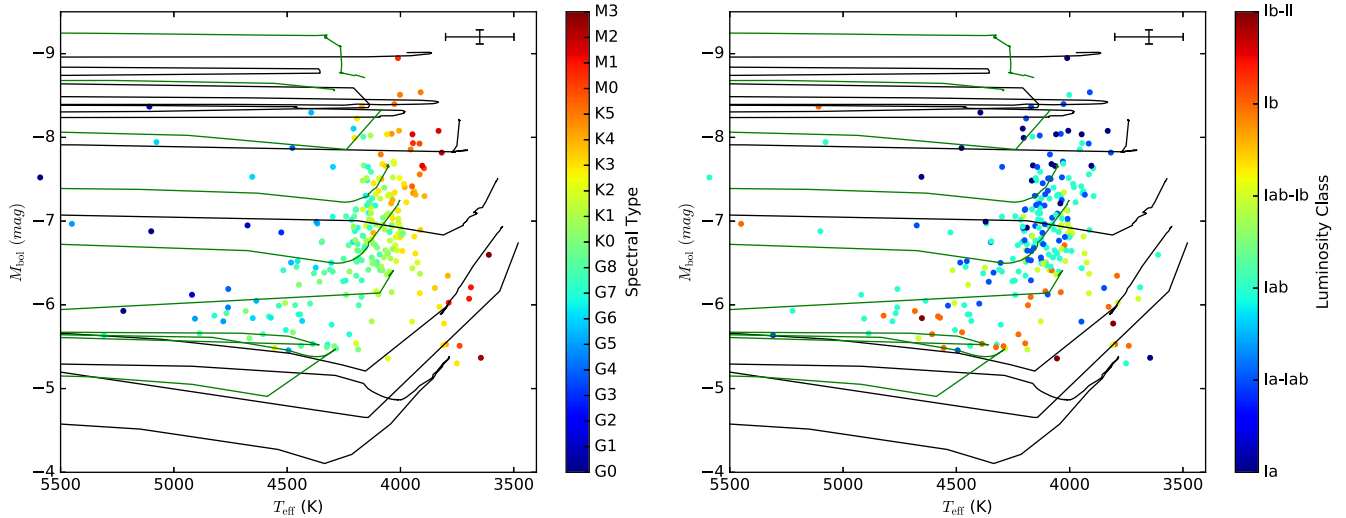 −9
−8
−7
−6
−5
−4
M_bol (mag)
5500
5000
4500
4000
3500
T_eff (K)
M3
M2
M1
M0
K5
K4
K3
K2
K1
K0
G8
G7
G6
G5
G4
G3
G2
G1
G0
Spectral Type
−9
−8
−7
−6
−5
−4
M_bol (mag)
5500
5000
4500
4000
3500
T_eff (K)
Ib-II
Ib
Iab-Ib
Iab
Ia-Iab
Ia
Luminosity Class